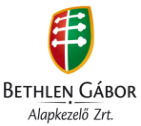 BETHLEN GÁBOR
Alapkezelő Zrt.